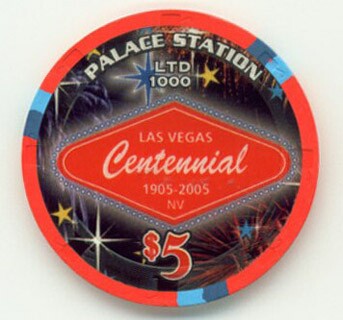 PALACE STATION
LTD
1000
LAS VEGAS
Centennial
1905-2005
NV
$5